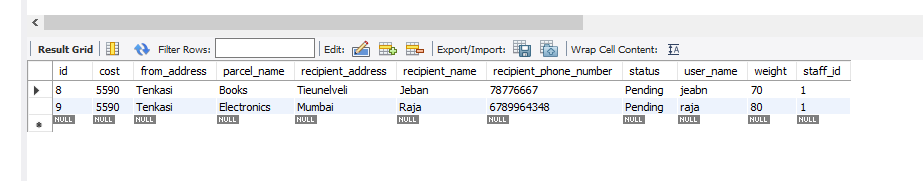 Result Grid Filter Rows: Edit: Export/Import: Wrap Cell Content: IA
id cost from_address parcel_name recipient_address recipient_name recipient_phone_number status user_name weight staff_id
8 5590 Tenkasi Books Tieunelveli Jeban 78776667 Pending jeabn 70 1
9 5590 Tenkasi Electronics Mumbai Raja 6789964348 Pending raja 80 1
NULL NULL NULL NULL NULL NULL NULL NULL NULL NULL NULL